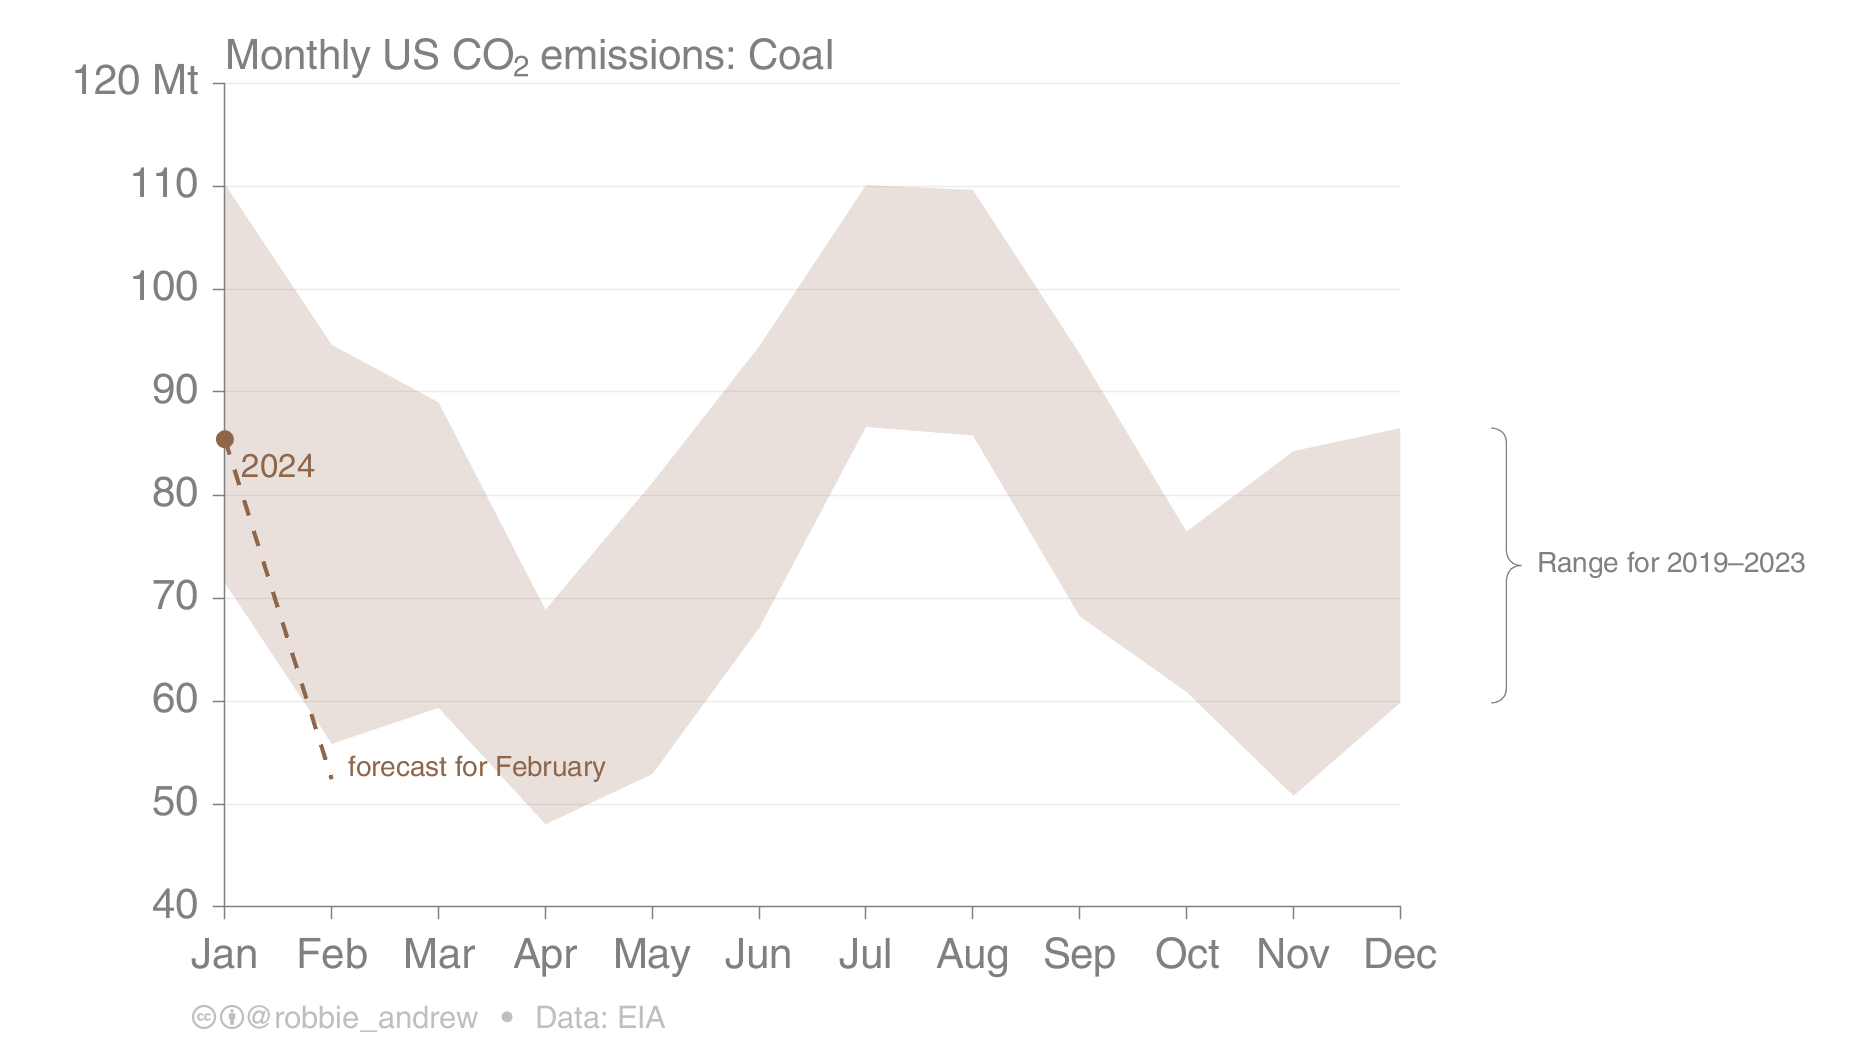 Monthly US CO₂ emissions: Coal
120 Mt
110
100
90
80
70
60
50
40
2024
forecast for February
Range for 2019–2023
Jan Feb Mar Apr May Jun Jul Aug Sep Oct Nov Dec
@robbie_andrew • Data: EIA